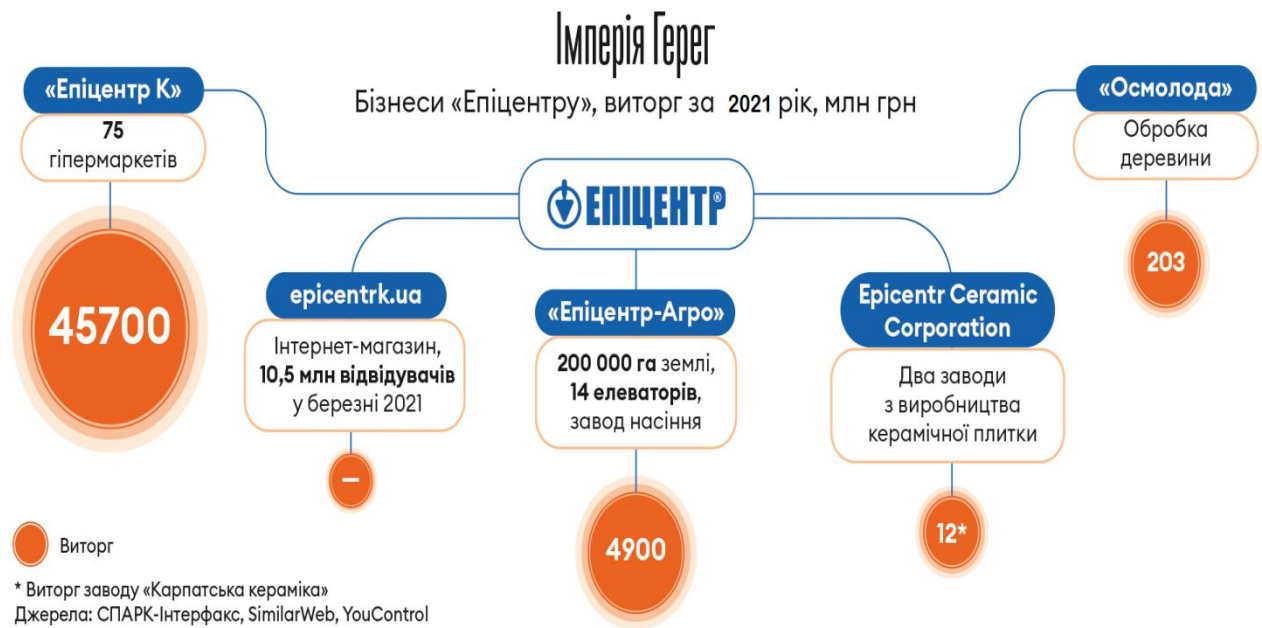 Імперія Герег
Бізнеси «Епіцентру», виторг за 2021 рік, млн грн
«Епіцентр К»
75
гіпермаркетів
45700
ЕПІЦЕНТР®
epicentrk.ua
Інтернет-магазин,
10,5 млн відвідувачів
у березні 2021
—
«Епіцентр-Агро»
200 000 га землі,
14 елеваторів,
завод насіння
4900
Epicentr Ceramic
Corporation
Два заводи
з виробництва
керамічної плитки
12*
«Осмолода»
Обробка
деревини
203
Виторг
* Виторг заводу «Карпатська кераміка»
Джерела: СПАРК-Інтерфакс, SimilarWeb, YouControl